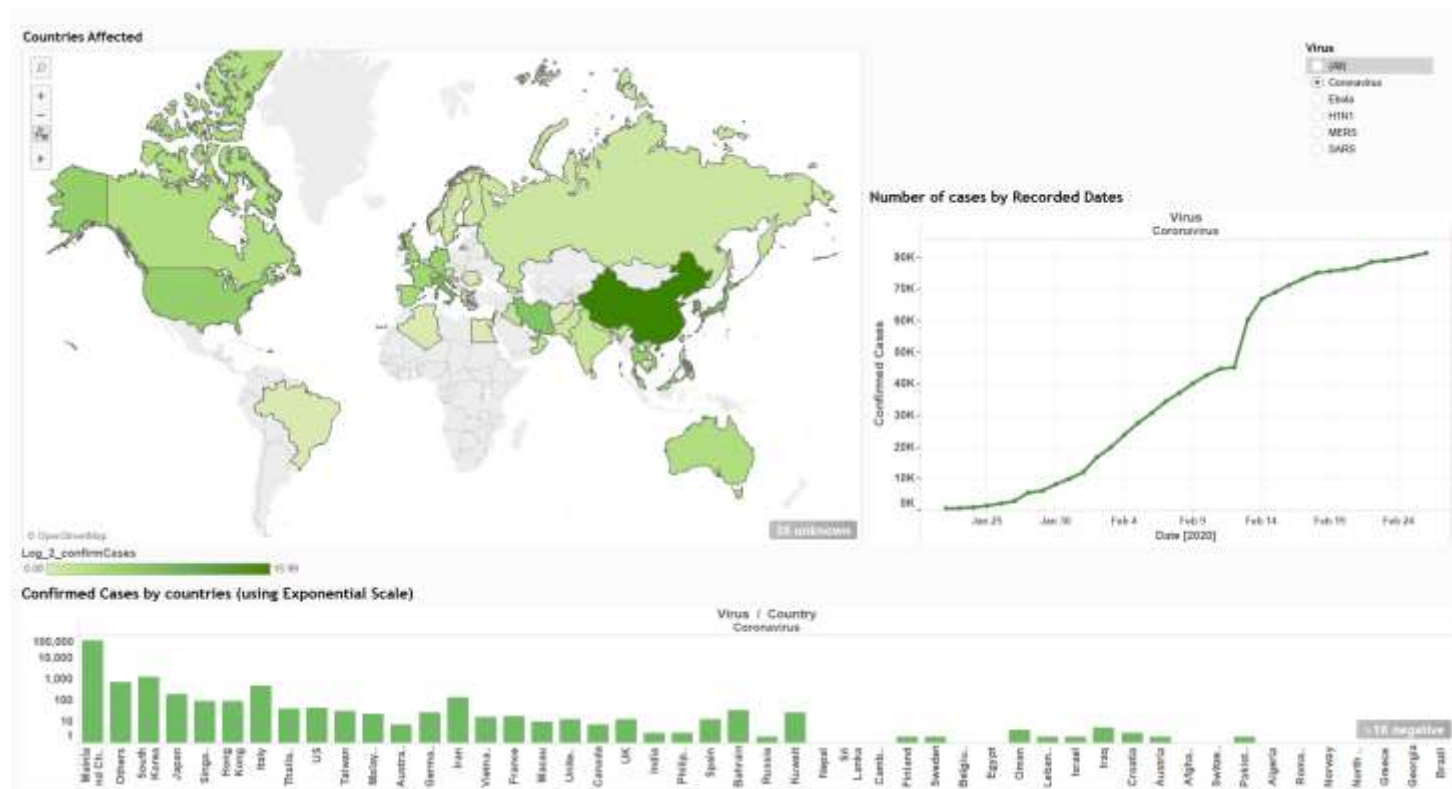 Countries Affected
Virus
(All)
Coronavirus
Ebola
H1N1
MERS
SARS
Number of cases by Recorded Dates
Virus
Coronavirus
80K
70K
60K
50K
40K
30K
20K
10K
0K
Confirmed Cases
Jan 25
Jan 30
Feb 4
Feb 9
Feb 14
Feb 19
Feb 24
Date [2020]
© OpenStreetMap
unknown
Log_2_confirmCases
0.00
Confirmed Cases by countries (using Exponential Scale)
Virus / Country
Coronavirus
100,000
10,000
1,000
100
10
1
Others
South Korea
Japan
Singa..
Hong Kong
Italy
Thaila..
US
Taiwan
Malay..
Austra..
Germa..
Iran
Vietna..
France
Macau
Unite..
Canada
UK
India
Philip..
Spain
Bahrain
Russia
Kuwait
Nepal
Sri Lanka
Camb..
Finland
Sweden
Belgiu..
Egypt
Oman
Leban..
Israel
Iraq
Croatia
Austria
Afgha..
Switze..
Pakist..
Algeria
Roma..
Norway
North ..
Greece
Georgia
Brazil
negative